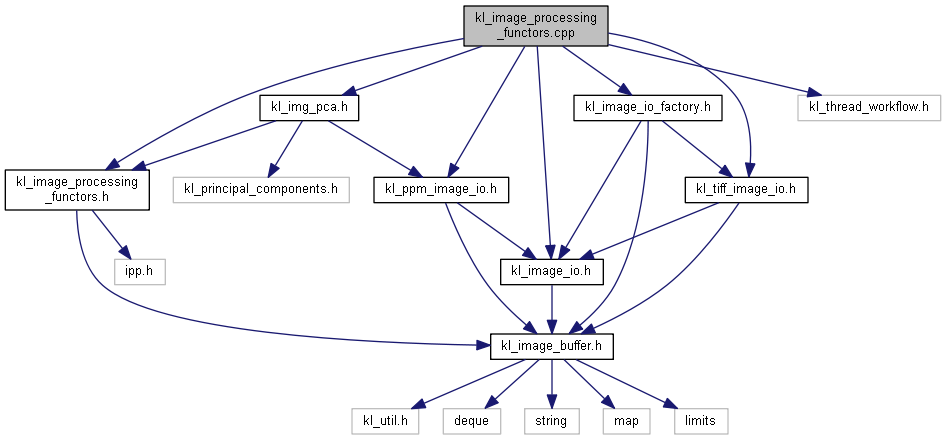 kl_image_processing
_functors.cpp
kl_img_pca.h
kl_image_io_factory.h
kl_thread_workflow.h
kl_image_processing
_functors.h
kl_principal_components.h
kl_ppm_image_io.h
kl_tiff_image_io.h
ipp.h
kl_image_io.h
kl_image_buffer.h
kl_util.h
deque
string
map
limits